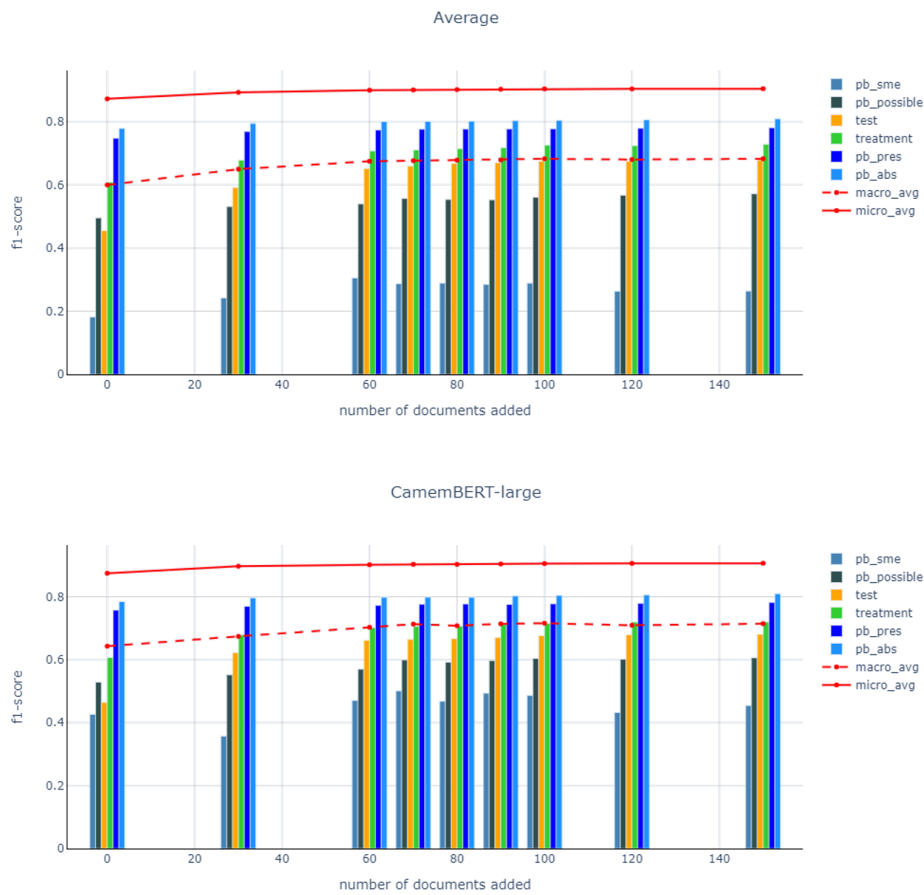 Average
0.8
0.6
0.4
0.2
0
f1-score
0 20 40 60 80 100 120 140
number of documents added
pb_sme
pb_possible
test
treatment
pb_pres
pb_abs
macro_avg
micro_avg
CamemBERT-large
0.8
0.6
0.4
0.2
0
f1-score
0 20 40 60 80 100 120 140
number of documents added
pb_sme
pb_possible
test
treatment
pb_pres
pb_abs
macro_avg
micro_avg